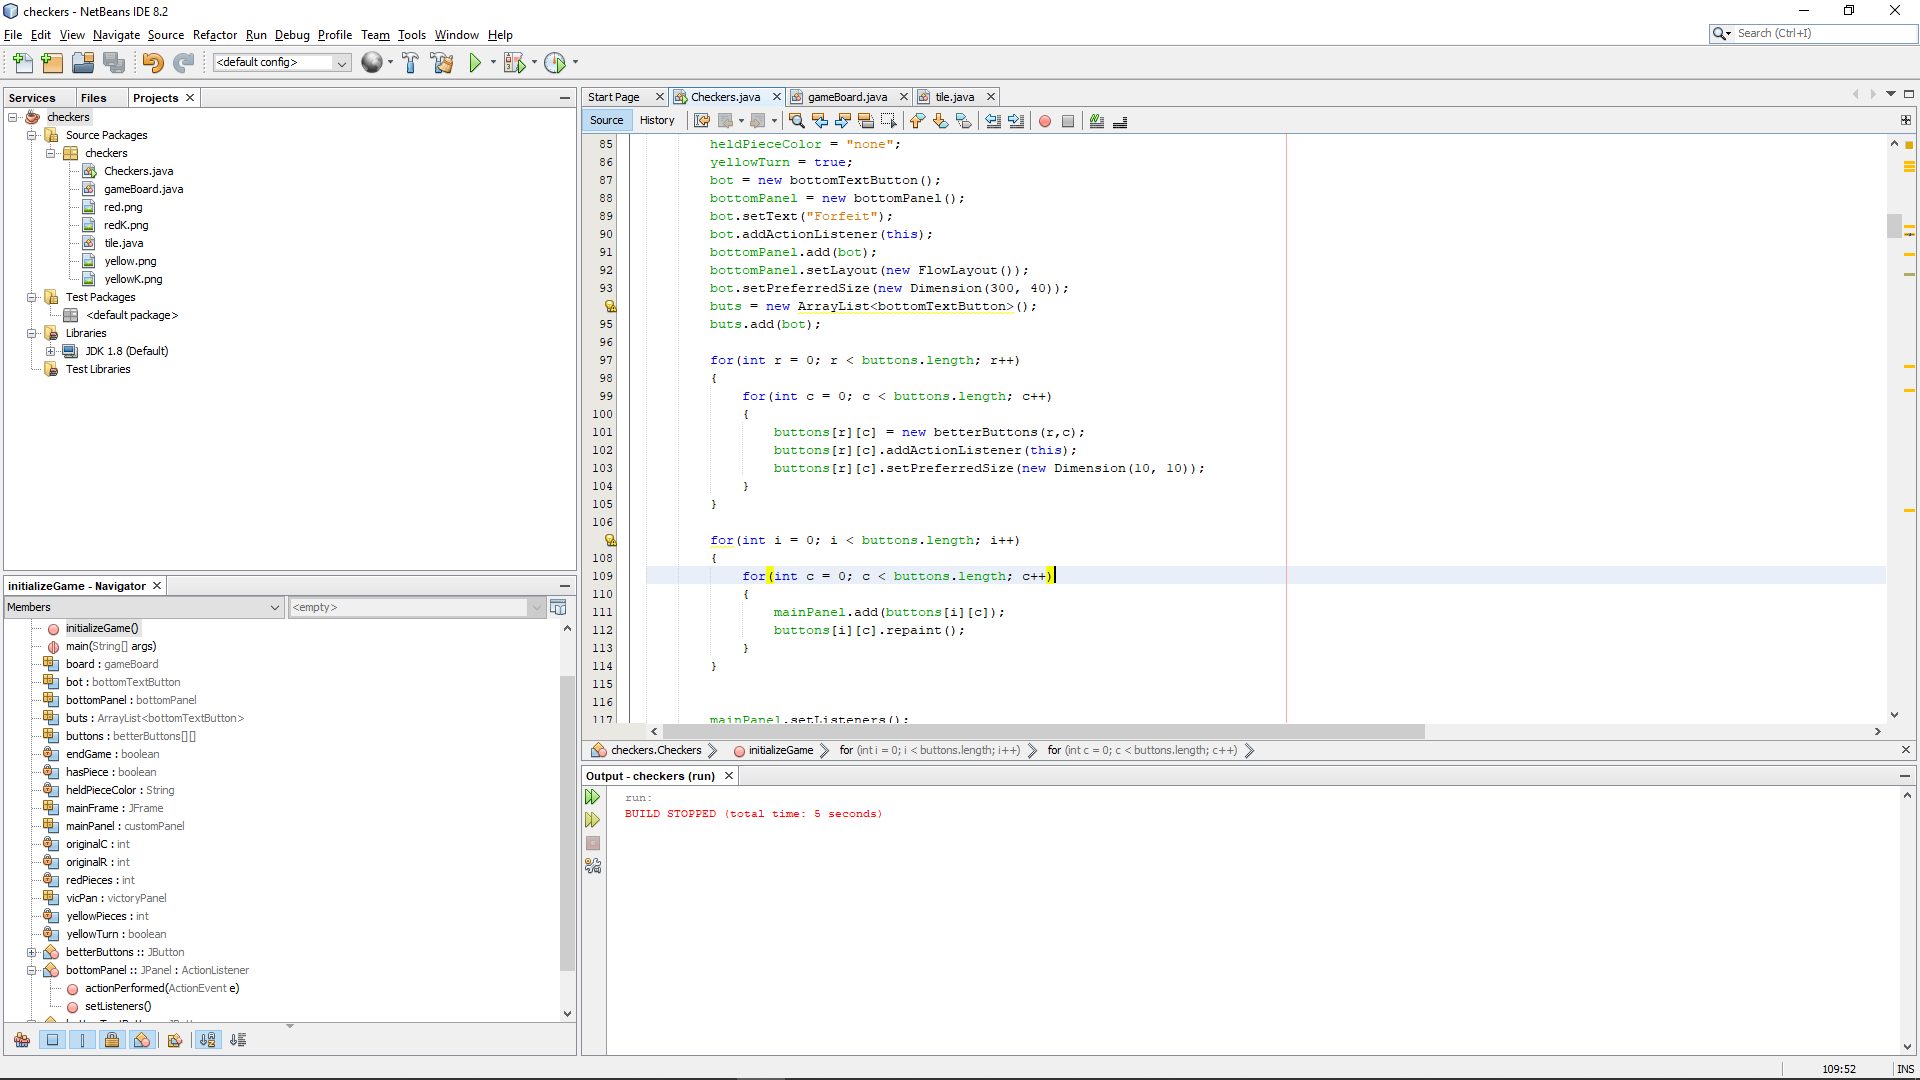 checkers - NetBeans IDE 8.2
File Edit View Navigate Source Refactor Run Debug Profile Team Tools Window Help
Search (Ctrl+I)
<default config>
Services Files Projects
checkers
Source Packages
checkers
Checkers.java
gameBoard.java
red.png
redK.png
tile.java
yellow.png
yellowK.png
Test Packages
<default package>
Libraries
JDK 1.8 (Default)
Test Libraries
initializeGame - Navigator
Members
<empty>
initializeGame()
main(String[] args)
board : gameBoard
bot : bottomTextButton
bottomPanel : bottomPanel
buts : ArrayList<bottomTextButton>
buttons : betterButtons[][]
endGame : boolean
hasPiece : boolean
heldPieceColor : String
mainFrame : JFrame
mainPanel : customPanel
originalC : int
originalR : int
redPieces : int
vicPan : victoryPanel
yellowPieces : int
yellowTurn : boolean
betterButtons :: JButton
bottomPanel :: JPanel : ActionListener
actionPerformed(ActionEvent e)
setListeners()
Start Page Checkers.java gameBoard.java tile.java
Source History
85 heldPieceColor = "none";
86 yellowTurn = true;
87 bot = new bottomTextButton();
88 bottomPanel = new bottomPanel();
89 bot.setText("Forfeit");
90 bot.addActionListener(this);
91 bottomPanel.add(bot);
92 bottomPanel.setLayout(new FlowLayout());
93 bot.setPreferredSize(new Dimension(300, 40));
buts = new ArrayList<bottomTextButton>();
95 buts.add(bot);
96
97 for(int r = 0; r < buttons.length; r++)
98 {
99 for(int c = 0; c < buttons.length; c++)
100 {
101 buttons[r][c] = new betterButtons(r,c);
102 buttons[r][c].addActionListener(this);
103 buttons[r][c].setPreferredSize(new Dimension(10, 10));
104 }
105 }
106
for(int i = 0; i < buttons.length; i++)
108 {
109 for(int c = 0; c < buttons.length; c++)
110 {
111 mainPanel.add(buttons[i][c]);
112 buttons[i][c].repaint();
113 }
114 }
115
116
117 mainPanel.setListeners();
checkers.Checkers initializeGame for (int i = 0; i < buttons.length; i++) for (int c = 0; c < buttons.length; c++)
Output - checkers (run)
run:
BUILD STOPPED (total time: 5 seconds)
109:52 INS